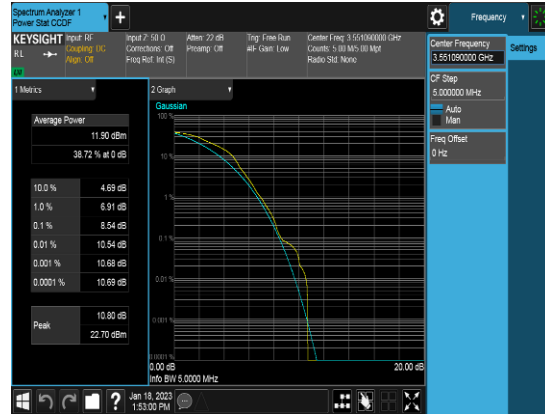 Spectrum Analyzer 1
Power Stat CCDF
+
Frequency
KEYSIGHT
RL
Input: RF
Coupling: DC
Align: Off
Input Z: 50 Ω
Corrections: Off
Freq Ref: Int (S)
Atten: 22 dB
Preamp: Off
Trig: Free Run
#IF Gain: Low
Center Freq: 3.551090000 GHz
Counts: 5.00 M/5.00 Mpt
Radio Std: None
Center Frequency
3.551090000 GHz
Settings
CF Step
5.000000 MHz
Auto
Man
Freq Offset
0 Hz
1 Metrics
2 Graph
Gaussian
Average Power
11.90 dBm
38.72 % at 0 dB
10.0 % 4.69 dB
1.0 % 6.91 dB
0.1 % 8.54 dB
0.01 % 10.54 dB
0.001 % 10.68 dB
0.0001 % 10.69 dB
Peak
10.80 dB
22.70 dBm
100 %
10 %
1 %
0.1 %
0.01 %
0.001 %
0.0001 %
0.00 dB
20.00 dB
Info BW 5.0000 MHz
?
Jan 18, 2023
1:53:00 PM